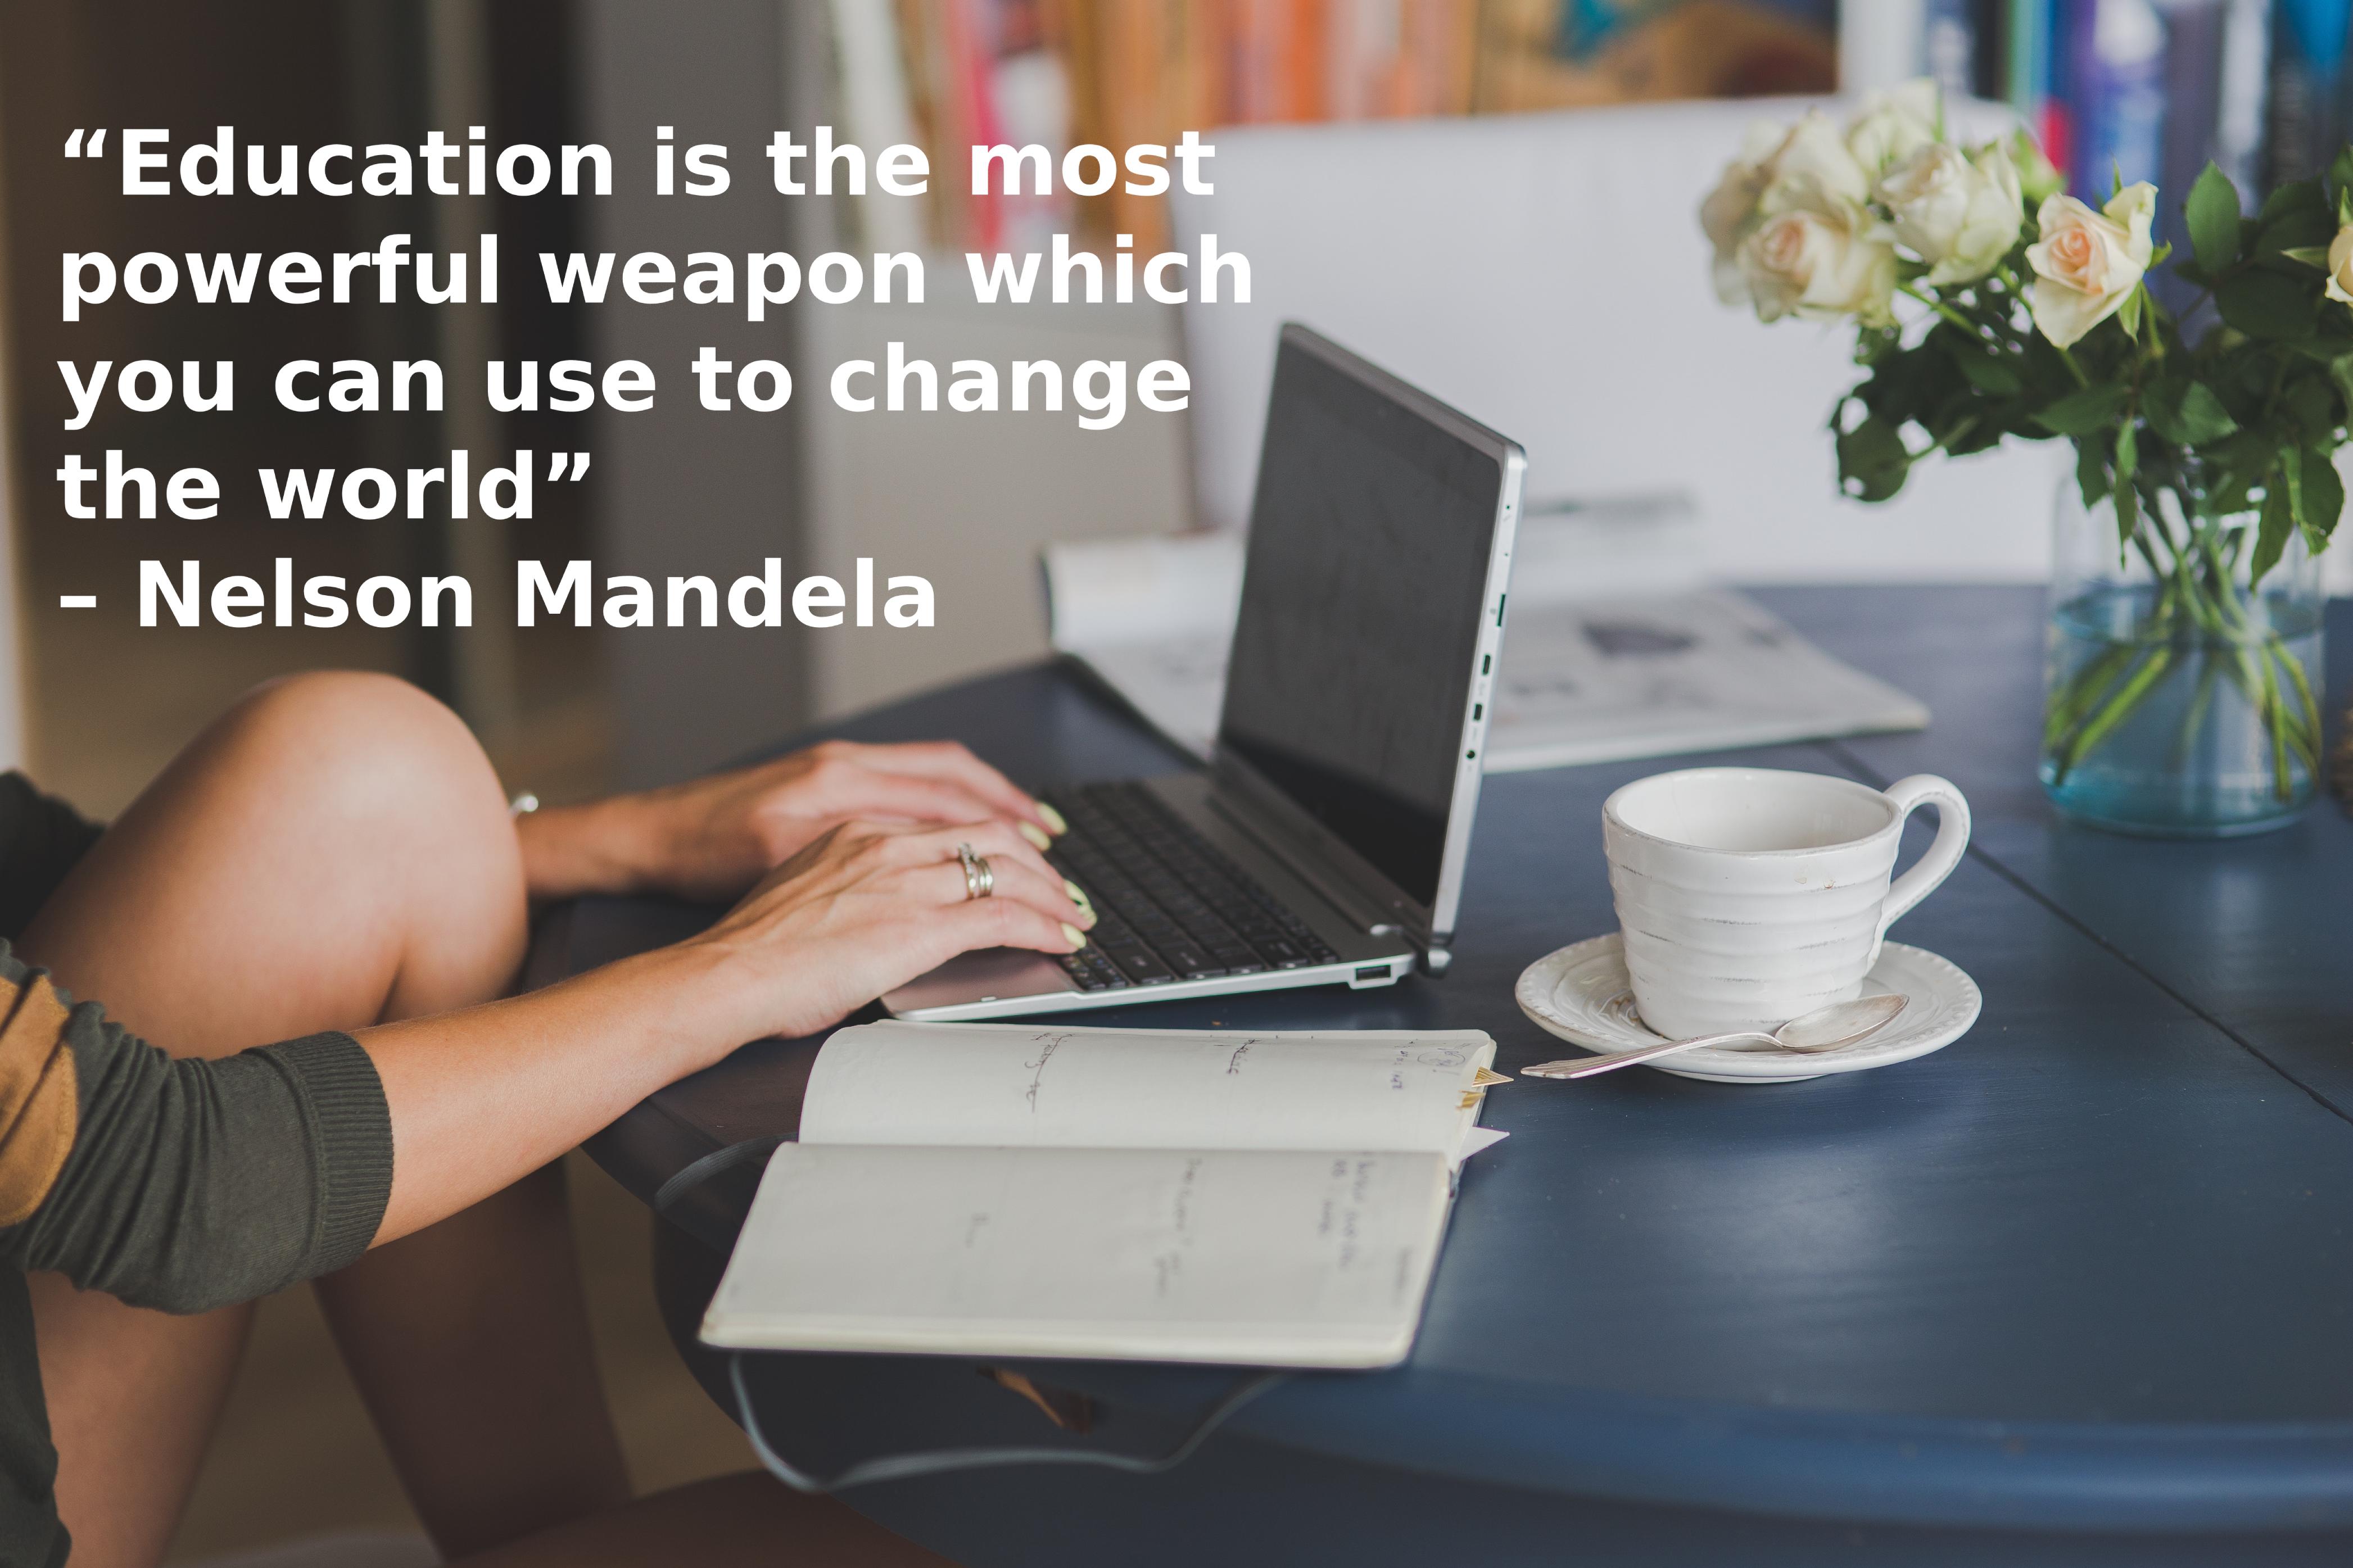 “Education is the most
powerful weapon which
you can use to change
the world”
– Nelson Mandela